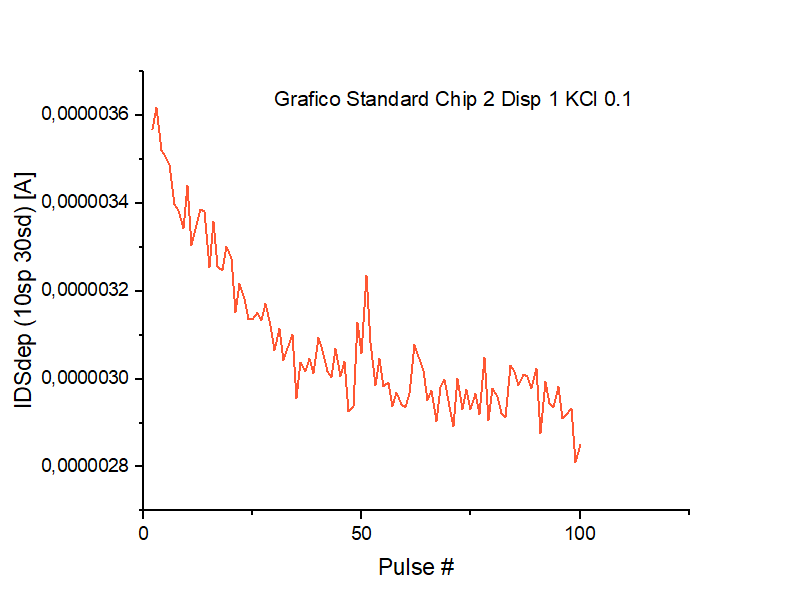 Grafico Standard Chip 2 Disp 1 KCl 0.1
IDSdep (10sp 30sd) [A]
0,0000036
0,0000034
0,0000032
0,0000030
0,0000028
0 50 100
Pulse #